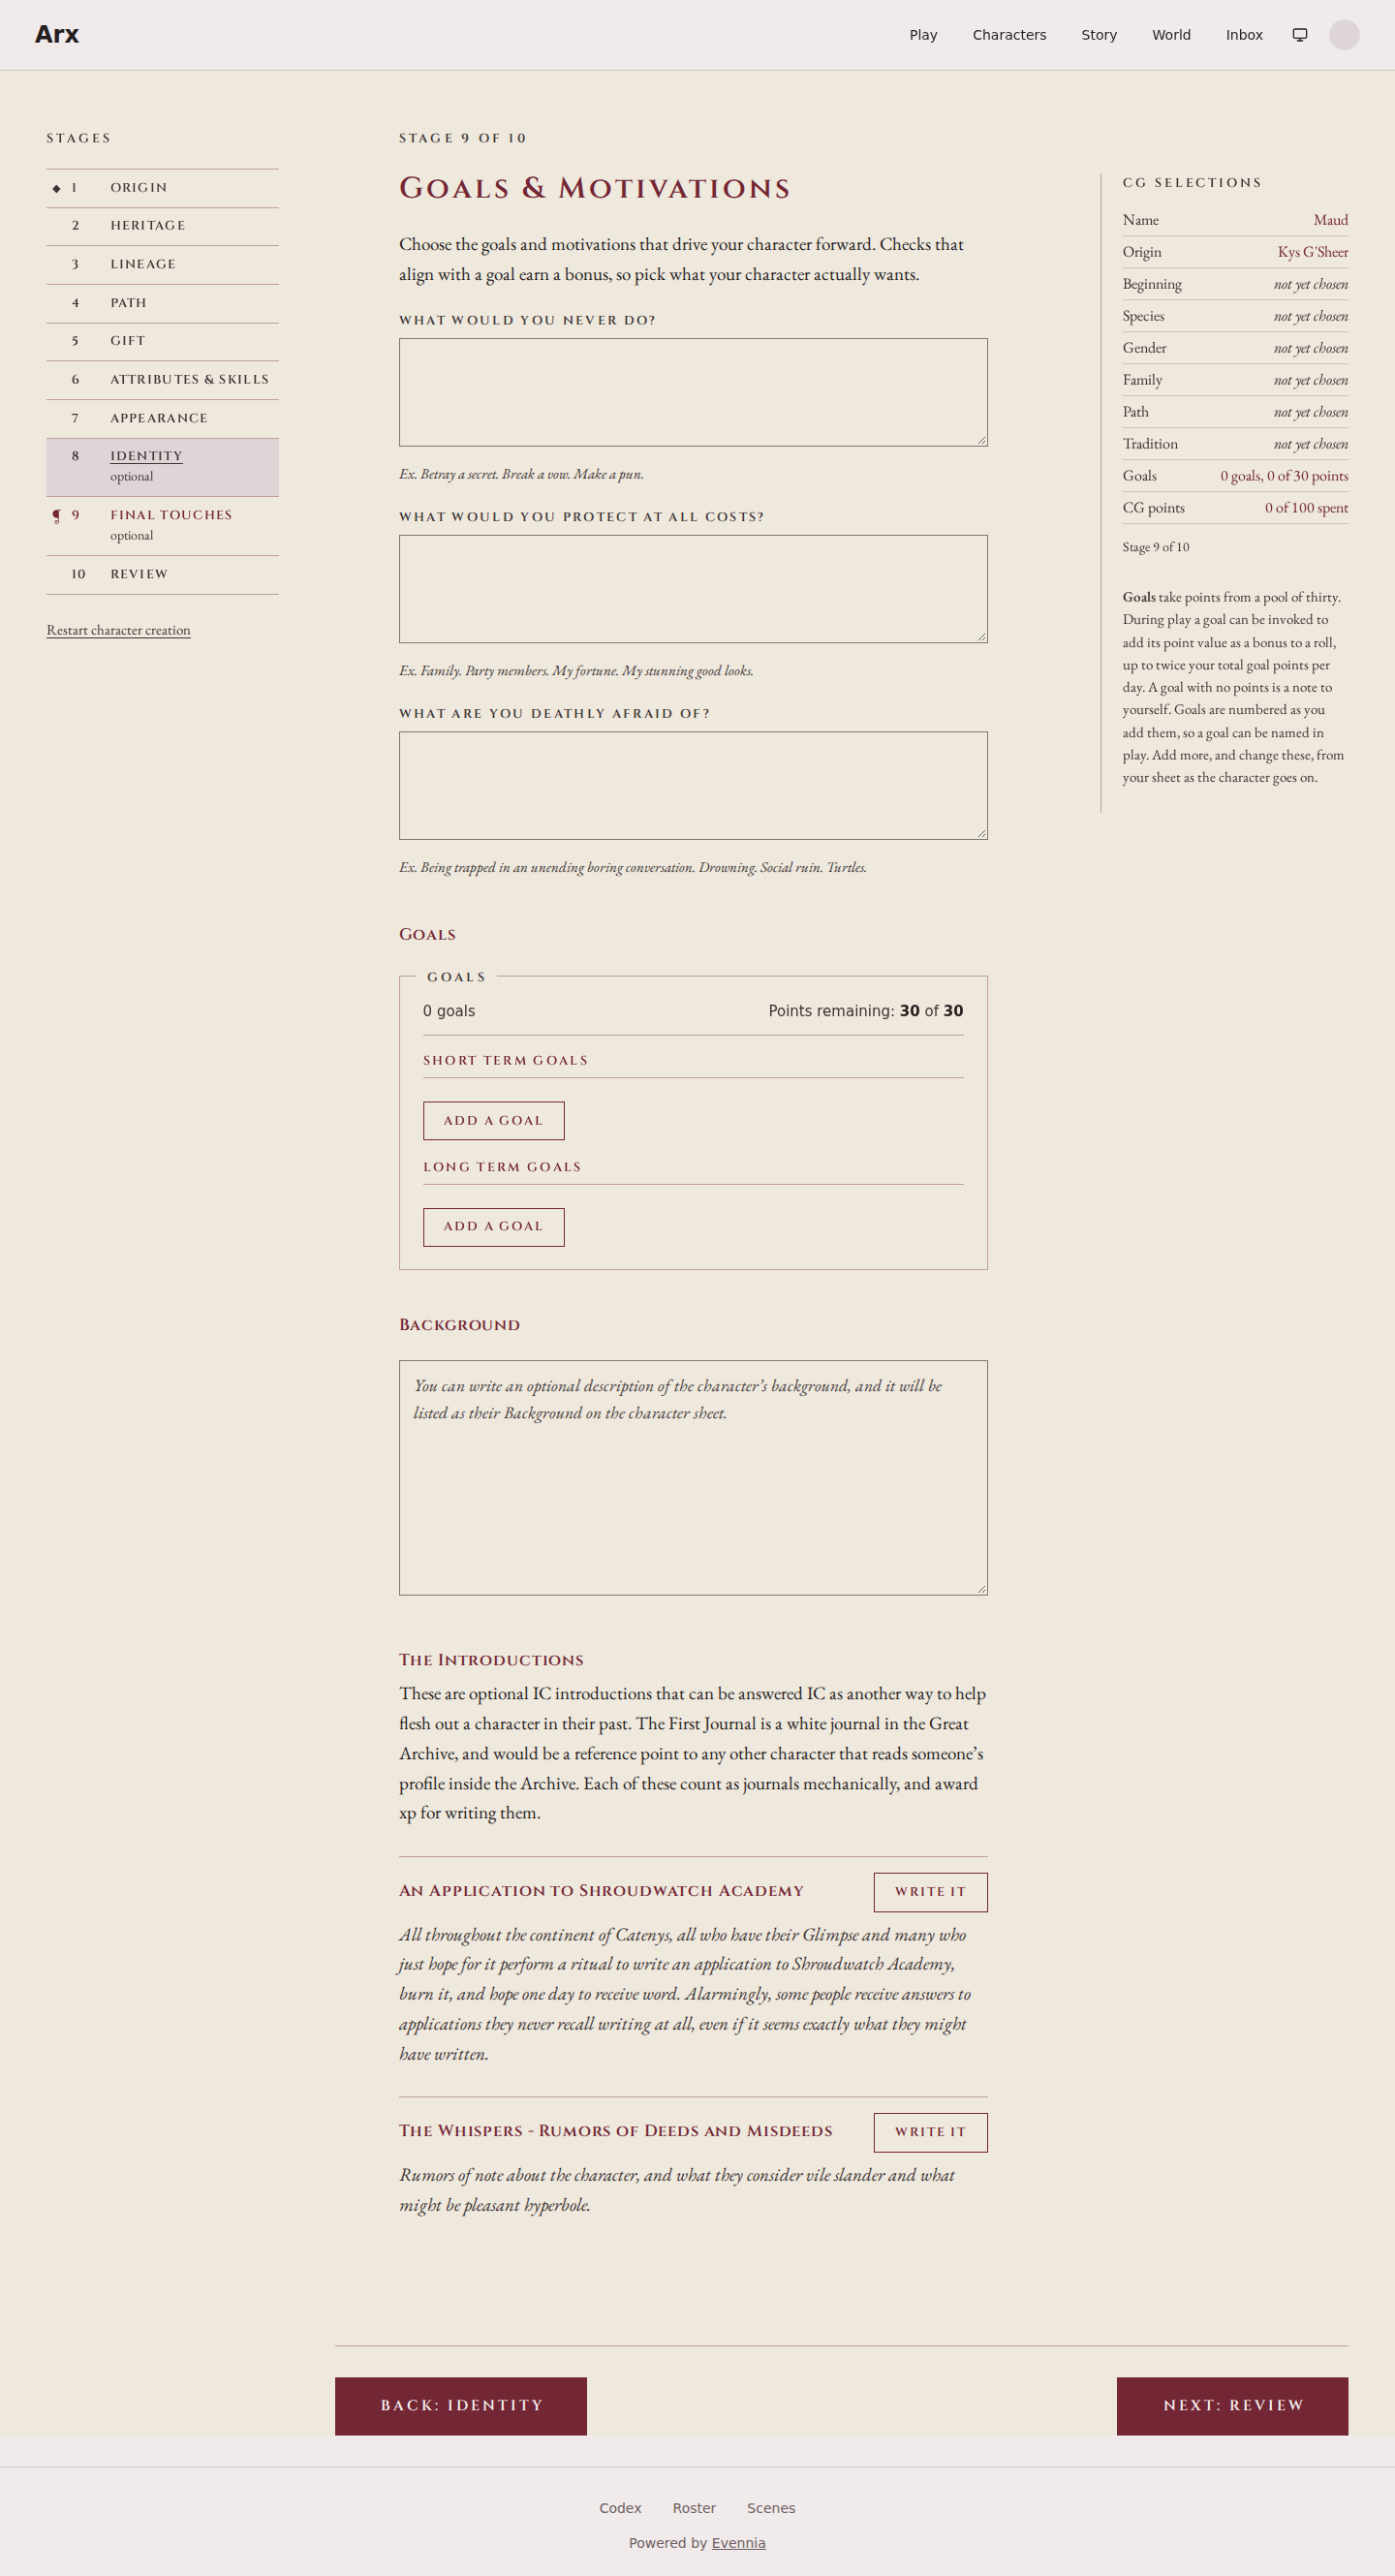 Arx
Play Characters Story World Inbox
STAGES
◆ 1 ORIGIN
2 HERITAGE
3 LINEAGE
4 PATH
5 GIFT
6 ATTRIBUTES & SKILLS
7 APPEARANCE
8 IDENTITY
optional
¶ 9 FINAL TOUCHES
optional
10 REVIEW
Restart character creation
STAGE 9 OF 10
Goals & Motivations
Choose the goals and motivations that drive your character forward. Checks that
align with a goal earn a bonus, so pick what your character actually wants.
WHAT WOULD YOU NEVER DO?
Ex. Betray a secret. Break a vow. Make a pun.
WHAT WOULD YOU PROTECT AT ALL COSTS?
Ex. Family. Party members. My fortune. My stunning good looks.
WHAT ARE YOU DEATHLY AFRAID OF?
Ex. Being trapped in an unending boring conversation. Drowning. Social ruin. Turtles.
Goals
GOALS
0 goals Points remaining: 30 of 30
SHORT TERM GOALS
ADD A GOAL
LONG TERM GOALS
ADD A GOAL
Background
You can write an optional description of the character’s background, and it will be
listed as their Background on the character sheet.
The Introductions
These are optional IC introductions that can be answered IC as another way to help
flesh out a character in their past. The First Journal is a white journal in the Great
Archive, and would be a reference point to any other character that reads someone’s
profile inside the Archive. Each of these count as journals mechanically, and award
xp for writing them.
An Application to Shroudwatch Academy WRITE IT
All throughout the continent of Catenys, all who have their Glimpse and many who
just hope for it perform a ritual to write an application to Shroudwatch Academy,
burn it, and hope one day to receive word. Alarmingly, some people receive answers to
applications they never recall writing at all, even if it seems exactly what they might
have written.
The Whispers - Rumors of Deeds and Misdeeds WRITE IT
Rumors of note about the character, and what they consider vile slander and what
might be pleasant hyperbole.
CG SELECTIONS
Name Maud
Origin Kys G'Sheer
Beginning not yet chosen
Species not yet chosen
Gender not yet chosen
Family not yet chosen
Path not yet chosen
Tradition not yet chosen
Goals 0 goals, 0 of 30 points
CG points 0 of 100 spent
Stage 9 of 10
Goals take points from a pool of thirty.
During play a goal can be invoked to
add its point value as a bonus to a roll,
up to twice your total goal points per
day. A goal with no points is a note to
yourself. Goals are numbered as you
add them, so a goal can be named in
play. Add more, and change these, from
your sheet as the character goes on.
BACK: IDENTITY NEXT: REVIEW
Codex Roster Scenes
Powered by Evennia